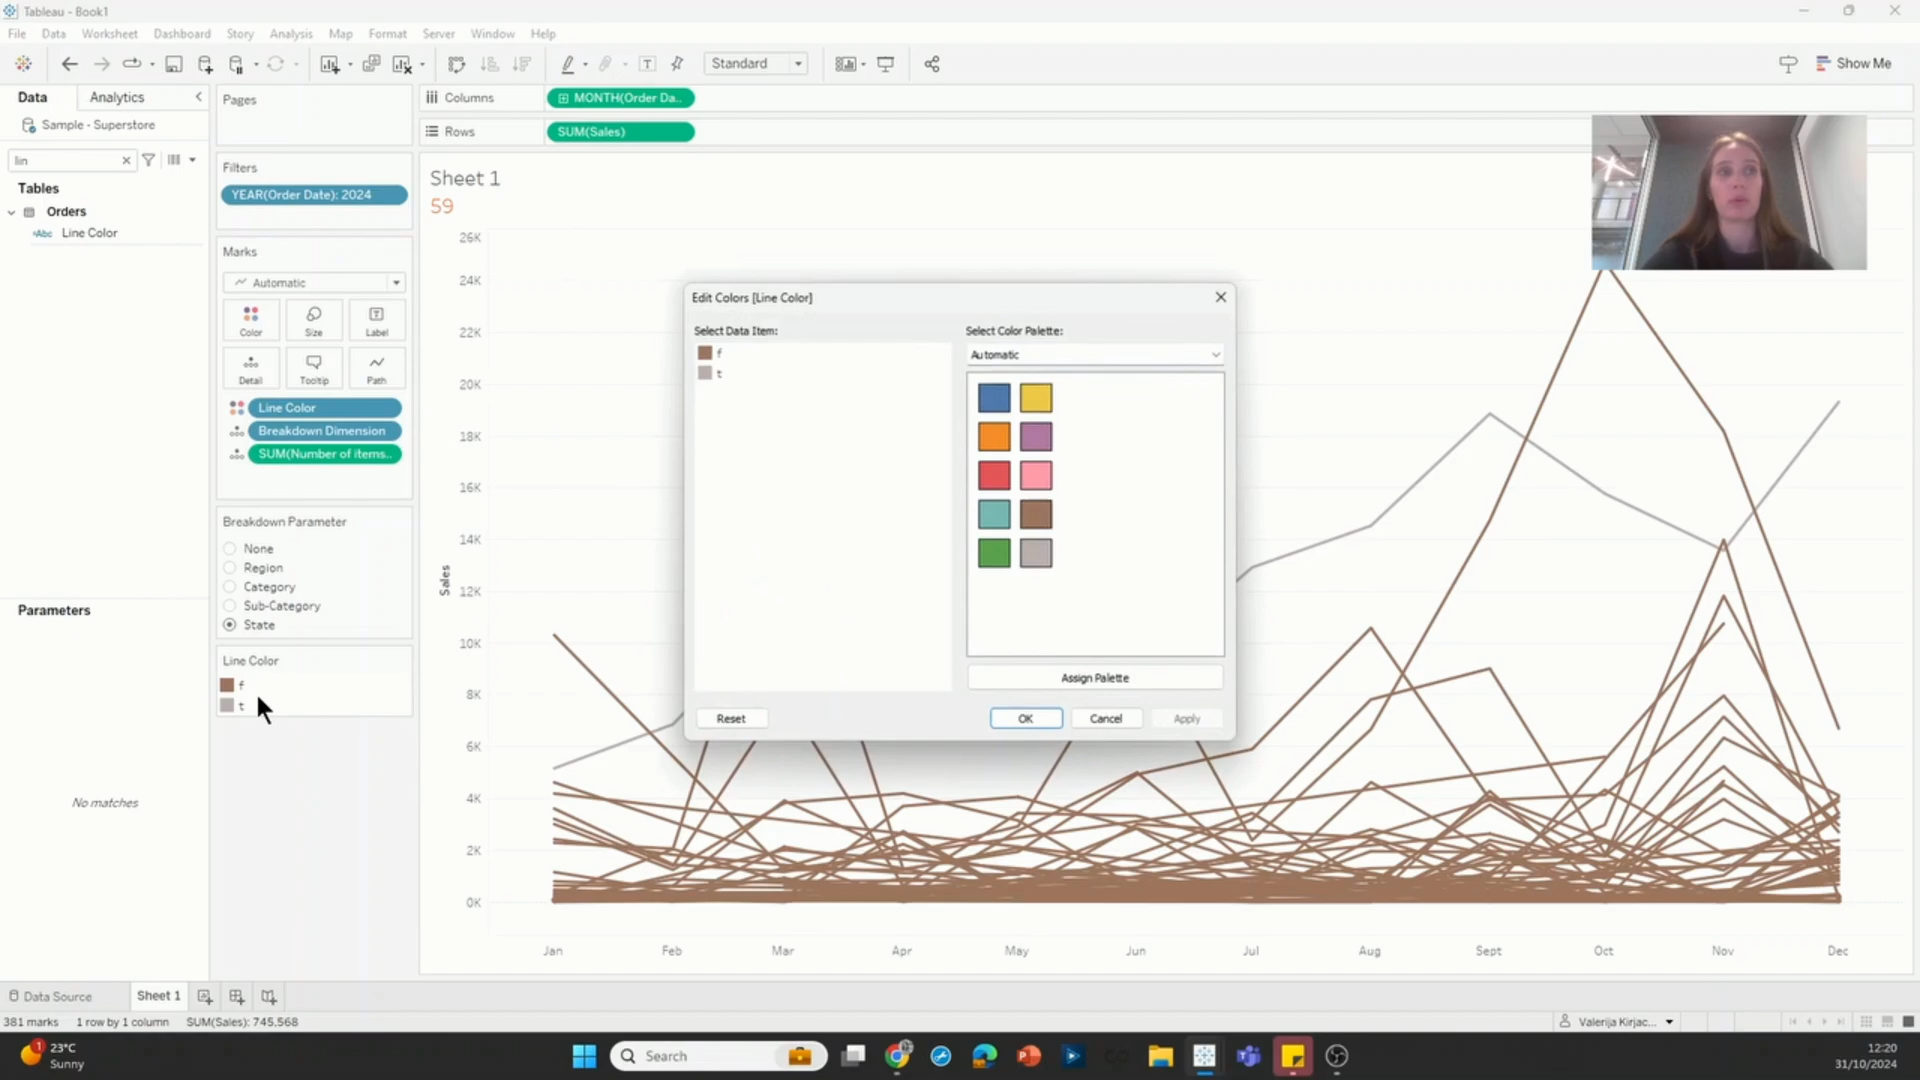 Tableau - Book1
File Data Worksheet Dashboard Story Analysis Map Format Server Window Help
Standard
Show Me
Data Analytics
Sample - Superstore
lin
Tables
Orders
Abc Line Color
Parameters
No matches
Pages
Filters
YEAR(Order Date): 2024
Marks
Automatic
Color Size Label
Detail Tooltip Path
Line Color
Breakdown Dimension
SUM(Number of items..
Breakdown Parameter
None
Region
Category
Sub-Category
State
Line Color
f
t
Columns MONTH(Order Da..
Rows SUM(Sales)
Sheet 1
59
26K
24K
22K
20K
18K
16K
14K
12K
10K
8K
6K
4K
2K
0K
Sales
Jan Feb Mar Apr May Jun Jul Aug Sept Oct Nov Dec
Edit Colors [Line Color]
Select Data Item:
f
t
Select Color Palette:
Automatic
Assign Palette
Reset OK Cancel Apply
Data Source Sheet 1
381 marks 1 row by 1 column SUM(Sales): 745,568
Valerija Kirjac...
1
23°C
Sunny
Search
12:20
31/10/2024